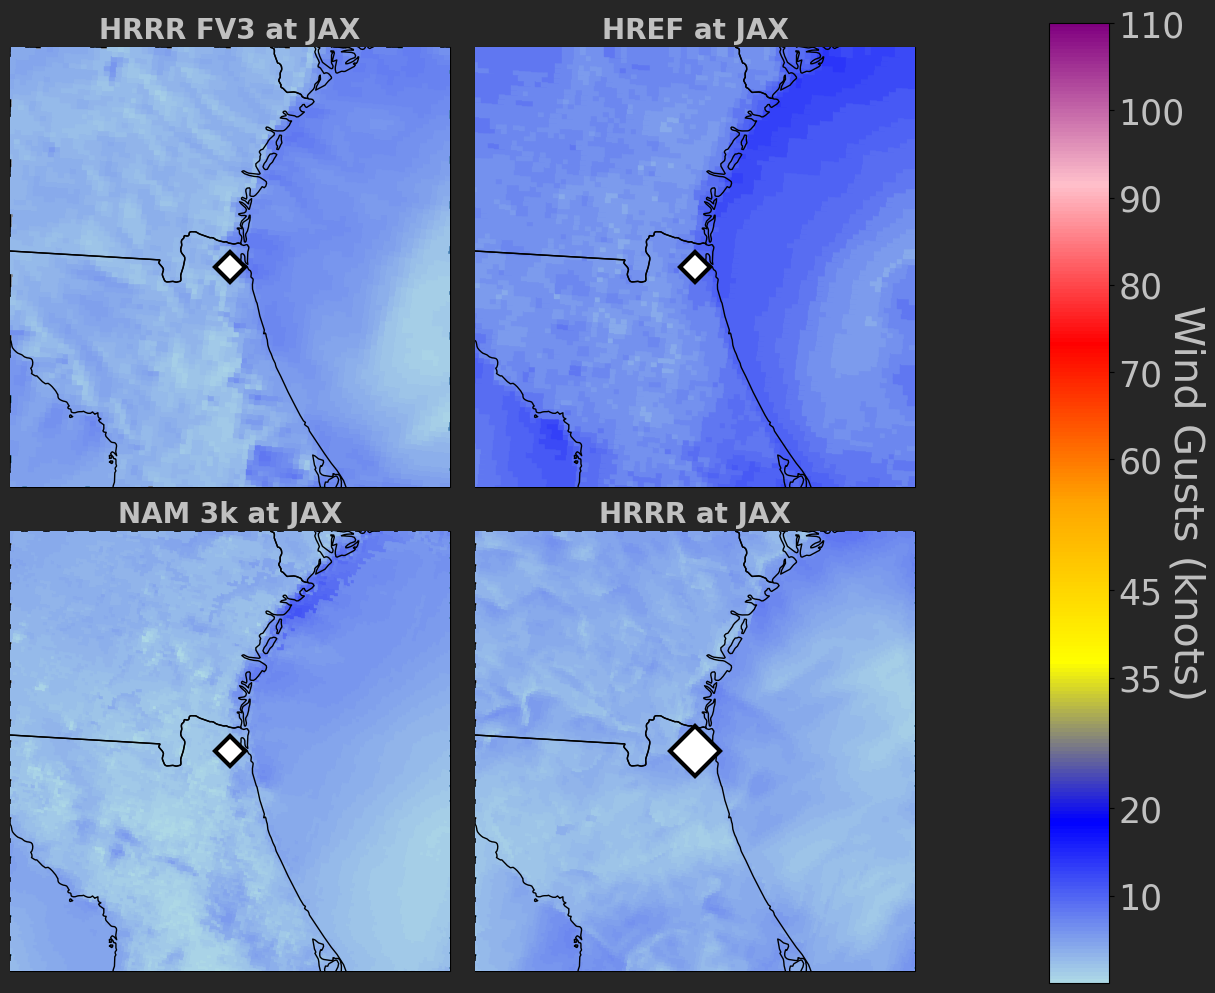 HRRR FV3 at JAX
HREF at JAX
NAM 3k at JAX
HRRR at JAX
110
100
90
80
70
60
45
35
20
10
Wind Gusts (knots)